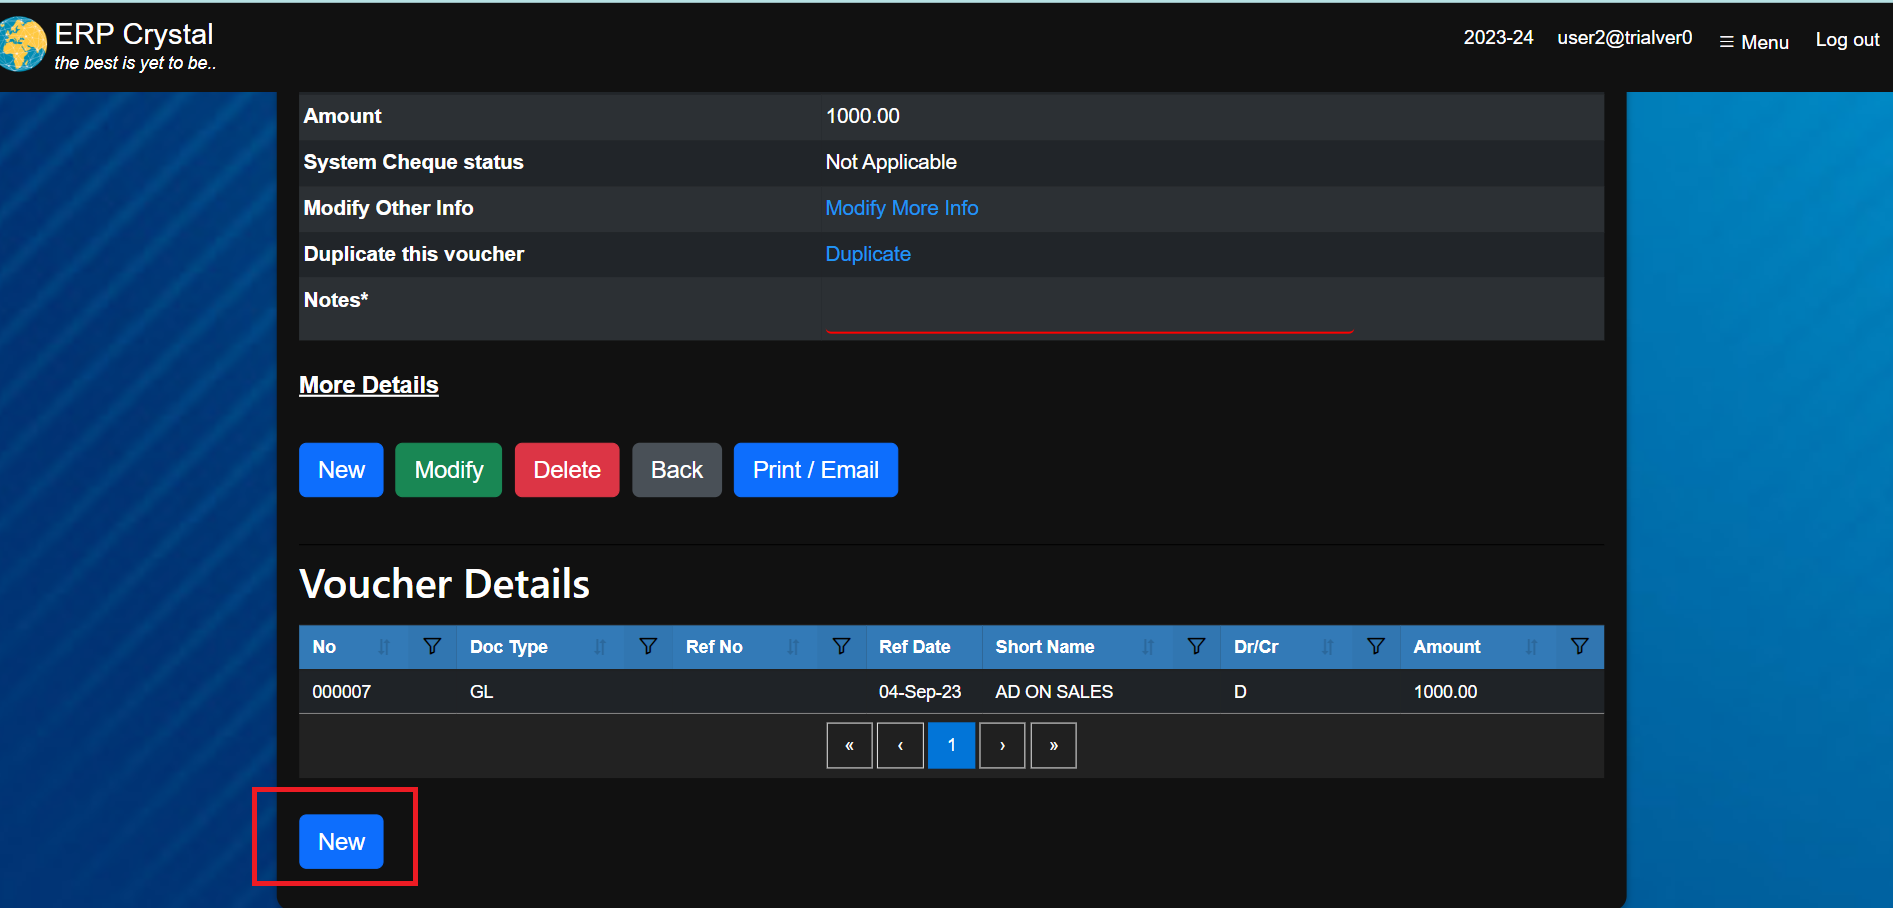 ERP Crystal
the best is yet to be..
2023-24 user2@trialver0 Menu Log out
Amount 1000.00
System Cheque status Not Applicable
Modify Other Info Modify More Info
Duplicate this voucher Duplicate
Notes*
More Details
New Modify Delete Back Print / Email
Voucher Details
No Doc Type Ref No Ref Date Short Name Dr/Cr Amount
000007 GL 04-Sep-23 AD ON SALES D 1000.00
« ‹ 1 › »
New